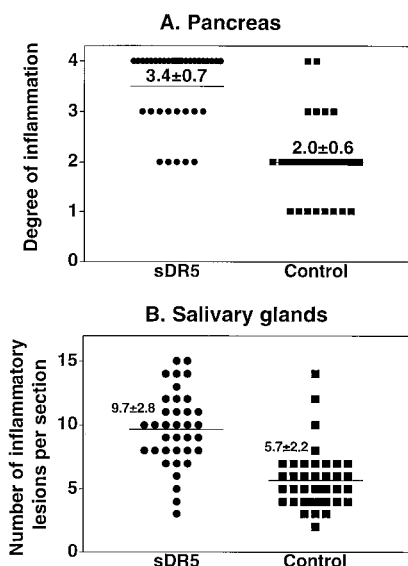 A. Pancreas
Degree of inflammation
4
3
2
1
0
3.4±0.7
2.0±0.6
sDR5 Control
B. Salivary glands
Number of inflammatory
lesions per section
15
10
5
0
9.7±2.8
5.7±2.2
sDR5 Control